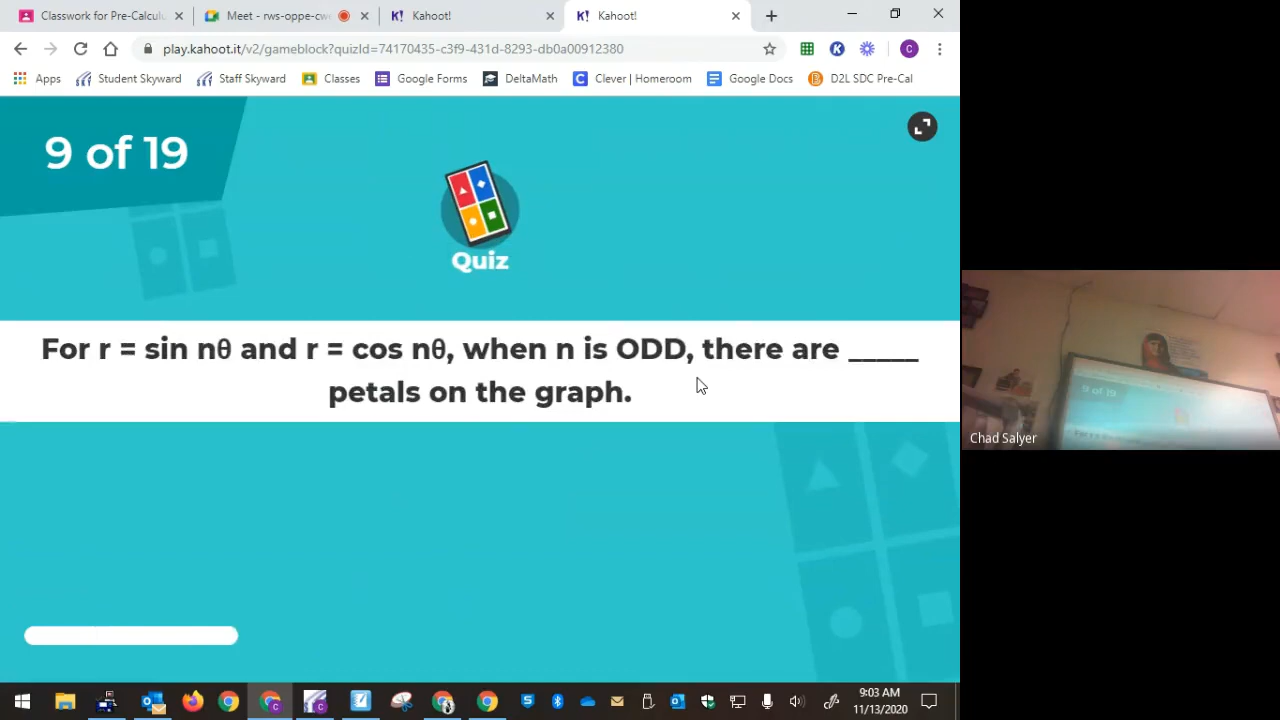 Classwork for Pre-Calcul
Meet - rws-oppe-cw
K! Kahoot!
K! Kahoot!
play.kahoot.it/v2/gameblock?quizId=74170435-c3f9-431d-8293-db0a00912380
Apps
Student Skyward
Staff Skyward
Classes
Google Forms
DeltaMath
Clever | Homeroom
Google Docs
D2L SDC Pre-Cal
9 of 19
Quiz
For r = sin nθ and r = cos nθ, when n is ODD, there are _____
petals on the graph.
9 of 19
Chad Salyer
9:03 AM
11/13/2020